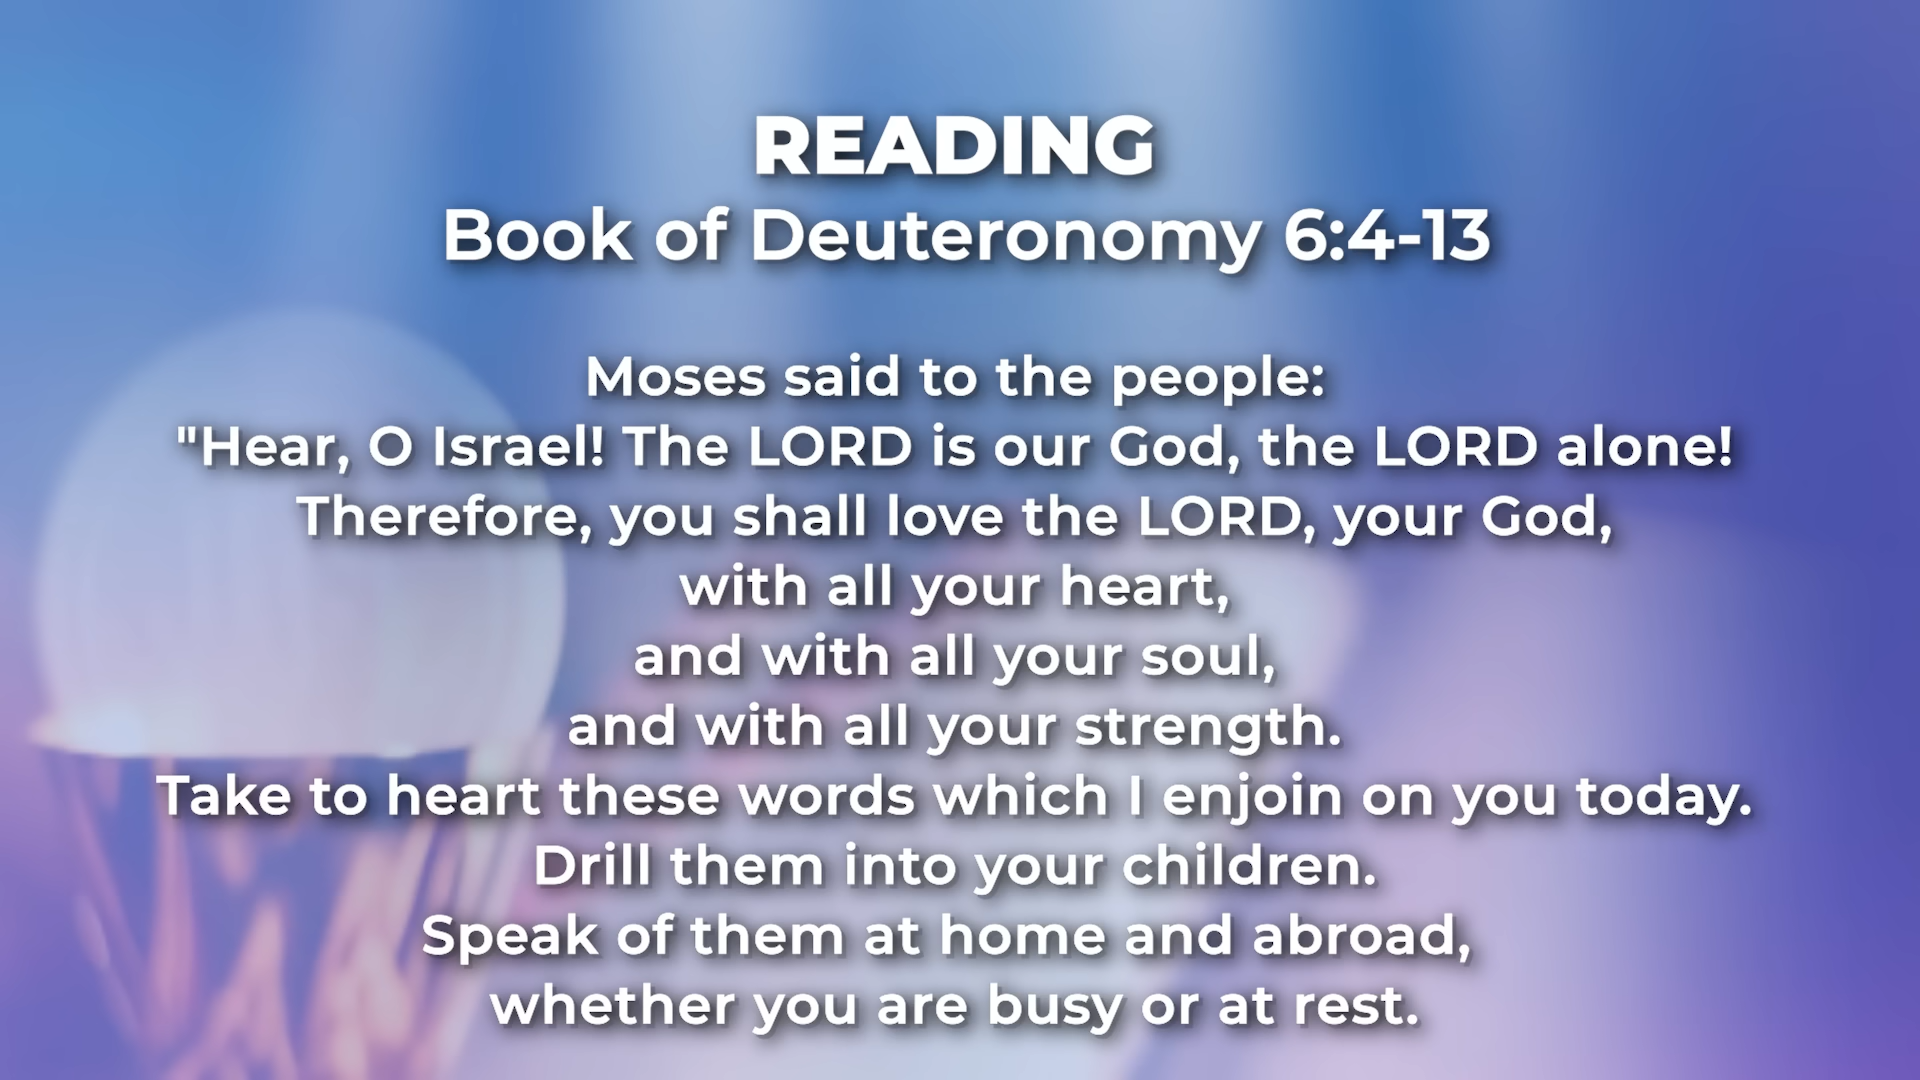 READING
Book of Deuteronomy 6:4-13
Moses said to the people:
"Hear, O Israel! The LORD is our God, the LORD alone!
Therefore, you shall love the LORD, your God,
with all your heart,
and with all your soul,
and with all your strength.
Take to heart these words which I enjoin on you today.
Drill them into your children.
Speak of them at home and abroad,
whether you are busy or at rest.